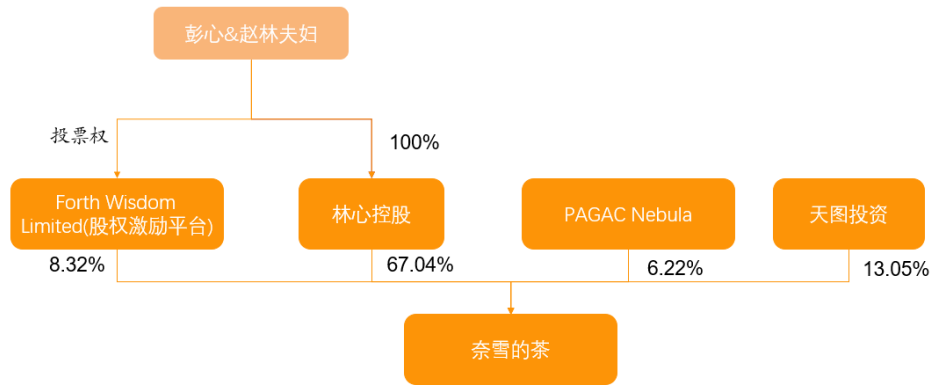 彭心&赵林夫妇
投票权
100%
Forth Wisdom
Limited(股权激励平台)
林心控股
PAGAC Nebula
天图投资
8.32%
67.04%
6.22%
13.05%
奈雪的茶